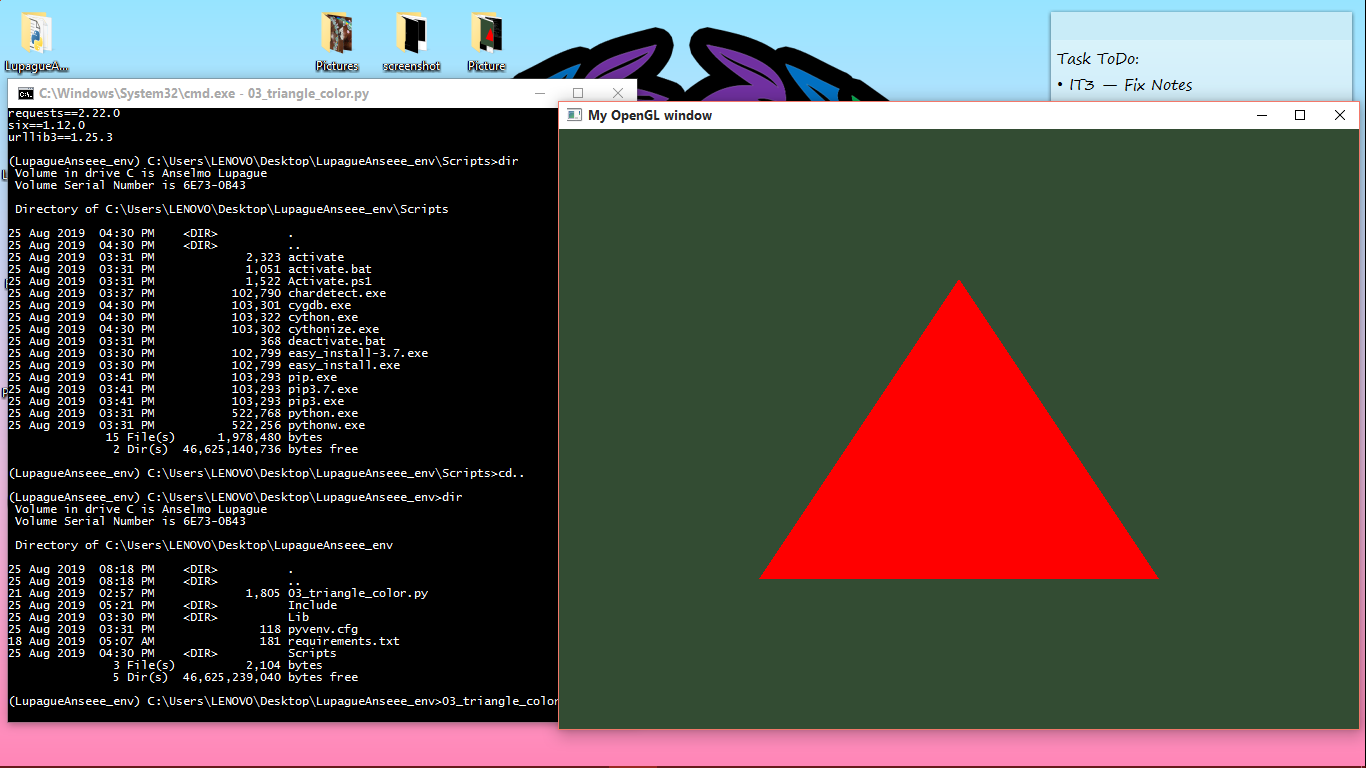 LupagueA...
Pictures
screenshot
Picture
Task ToDo:
• IT3 – Fix Notes
C:\Windows\System32\cmd.exe - 03_triangle_color.py
requests==2.22.0
six==1.12.0
urllib3==1.25.3
(LupagueAnseee_env) C:\Users\LENOVO\Desktop\LupagueAnseee_env\Scripts>dir
Volume in drive C is Anselmo Lupague
Volume Serial Number is 6E73-0B43
Directory of C:\Users\LENOVO\Desktop\LupagueAnseee_env\Scripts
25 Aug 2019 04:30 PM <DIR> .
25 Aug 2019 04:30 PM <DIR> ..
25 Aug 2019 03:31 PM 2,323 activate
25 Aug 2019 03:31 PM 1,051 activate.bat
25 Aug 2019 03:31 PM 1,522 Activate.ps1
25 Aug 2019 03:37 PM 102,790 chardetect.exe
25 Aug 2019 04:30 PM 103,301 cygdb.exe
25 Aug 2019 04:30 PM 103,322 cython.exe
25 Aug 2019 04:30 PM 103,302 cythonize.exe
25 Aug 2019 03:31 PM 368 deactivate.bat
25 Aug 2019 03:30 PM 102,799 easy_install-3.7.exe
25 Aug 2019 03:30 PM 102,799 easy_install.exe
25 Aug 2019 03:41 PM 103,293 pip.exe
25 Aug 2019 03:41 PM 103,293 pip3.7.exe
25 Aug 2019 03:41 PM 103,293 pip3.exe
25 Aug 2019 03:31 PM 522,768 python.exe
25 Aug 2019 03:31 PM 522,256 pythonw.exe
15 File(s) 1,978,480 bytes
2 Dir(s) 46,625,140,736 bytes free
(LupagueAnseee_env) C:\Users\LENOVO\Desktop\LupagueAnseee_env\Scripts>cd..
(LupagueAnseee_env) C:\Users\LENOVO\Desktop\LupagueAnseee_env>dir
Volume in drive C is Anselmo Lupague
Volume Serial Number is 6E73-0B43
Directory of C:\Users\LENOVO\Desktop\LupagueAnseee_env
25 Aug 2019 08:18 PM <DIR> .
25 Aug 2019 08:18 PM <DIR> ..
21 Aug 2019 02:57 PM 1,805 03_triangle_color.py
25 Aug 2019 05:21 PM <DIR> Include
25 Aug 2019 03:30 PM <DIR> Lib
25 Aug 2019 03:31 PM 118 pyvenv.cfg
18 Aug 2019 05:07 AM 181 requirements.txt
25 Aug 2019 04:30 PM <DIR> Scripts
3 File(s) 2,104 bytes
5 Dir(s) 46,625,239,040 bytes free
(LupagueAnseee_env) C:\Users\LENOVO\Desktop\LupagueAnseee_env>03_triangle_color
My OpenGL window